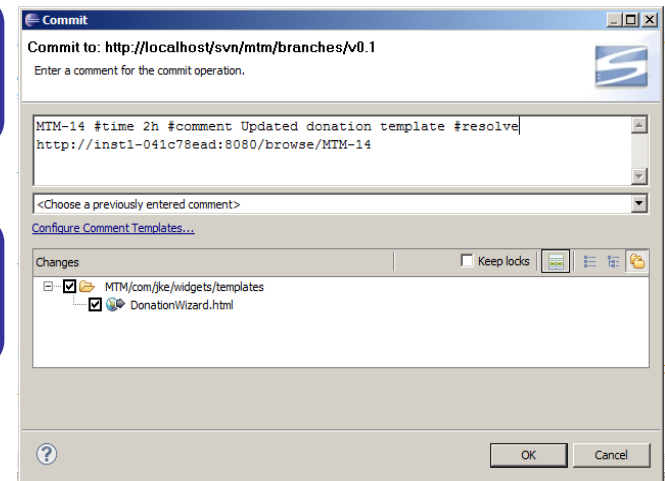 Commit
Commit to: http://localhost/svn/mtm/branches/v0.1
Enter a comment for the commit operation.
MTM-14 #time 2h #comment Updated donation template #resolve
http://inst1-041c78ead:8080/browse/MTM-14
<Choose a previously entered comment>
Configure Comment Templates...
Changes
Keep locks
MTM/com/jke/widgets/templates
DonationWizard.html
?
OK
Cancel